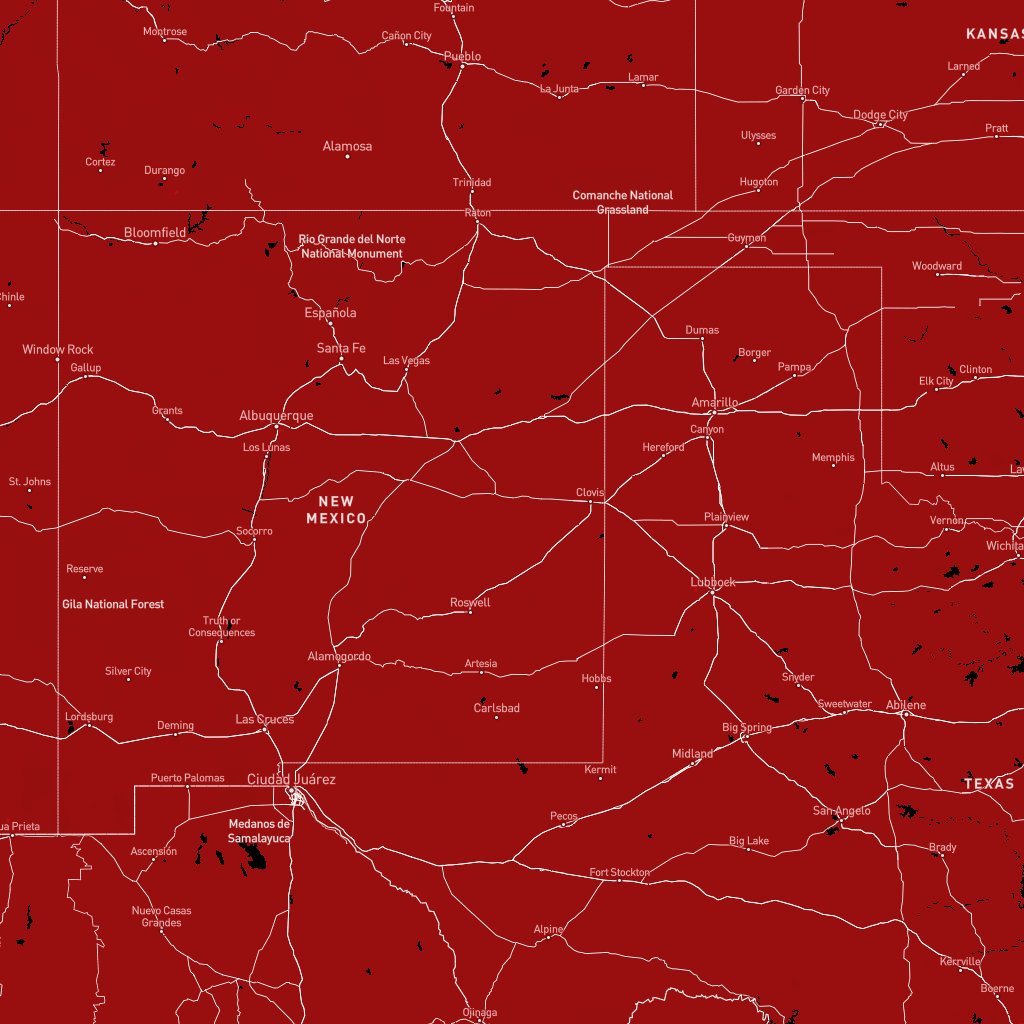 Fountain
Montrose
Cañon City
KANSAS
Pueblo
Larned
Lamar
La Junta
Garden City
Dodge City
Pratt
Ulysses
Alamosa
Cortez
Durango
Trinidad
Hugoton
Comanche National
Grassland
Raton
Bloomfield
Rio Grande del Norte
National Monument
Guymon
Woodward
Chinle
Española
Dumas
Window Rock
Santa Fe
Las Vegas
Borger
Gallup
Pampa
Clinton
Elk City
Grants
Albuquerque
Amarillo
Canyon
Los Lunas
Hereford
Memphis
Altus
St. Johns
Clovis
NEW
MEXICO
Plainview
Vernon
Socorro
Wichita
Reserve
Lubbock
Gila National Forest
Roswell
Truth or
Consequences
Alamogordo
Artesia
Silver City
Hobbs
Snyder
Carlsbad
Sweetwater
Abilene
Lordsburg
Deming
Las Cruces
Big Spring
Midland
Kermit
Puerto Palomas
Ciudad Juárez
TEXAS
San Angelo
Pecos
ua Prieta
Medanos de
Samalayuca
Big Lake
Ascensión
Brady
Fort Stockton
Nuevo Casas
Grandes
Alpine
Kerrville
Boerne
Ojinaga